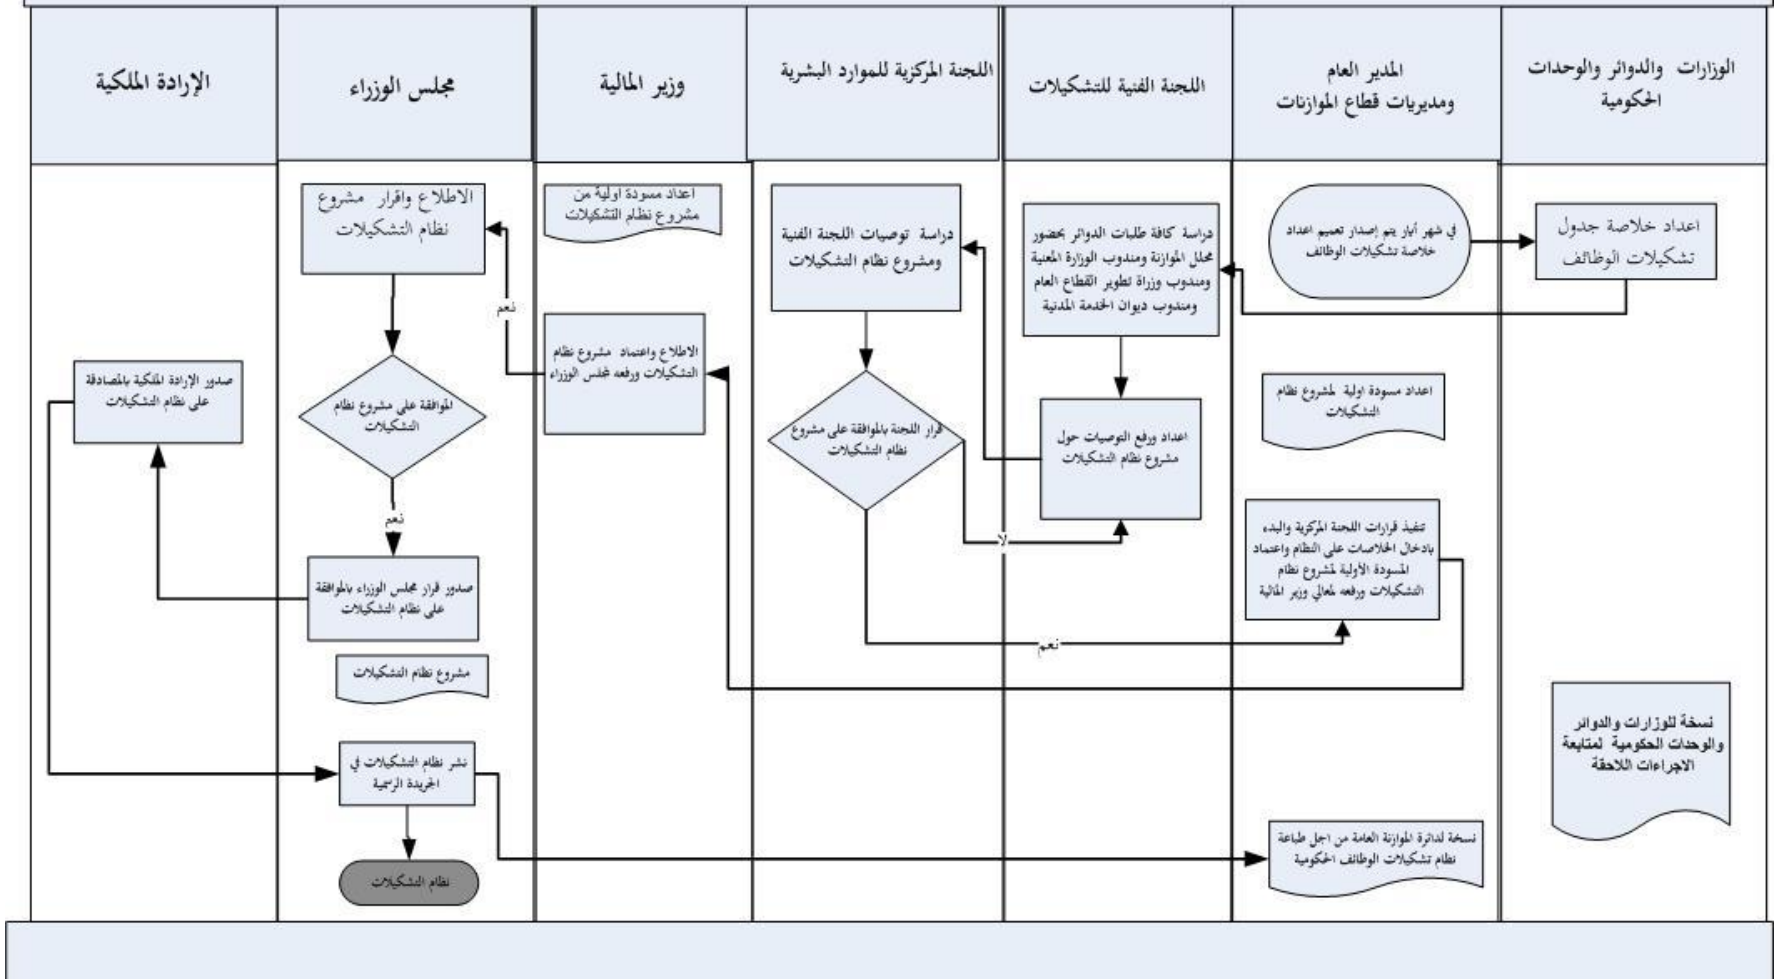 الوزارات والدوائر والوحدات
الحكومية
المدير العام
ومديريات قطاع الموازنات
اللجنة الفنية للتشكيلات
اللجنة المركزية للموارد البشرية
وزير المالية
مجلس الوزراء
الإرادة الملكية
اعداد خلاصة جدول
تشكيلات الوظائف
نسخة للوزارات والدوائر
والوحدات الحكومية لمتابعة
الاجراءات اللاحقة
في شهر أيار يتم إصدار تعميم اعداد
خلاصة تشكيلات الوظائف
اعداد مسودة اولية لمشروع نظام
التشكيلات
تنفيذ قرارات اللجنة المركزية والبدء
بادخال الخلاصات على النظام واعتماد
المسودة الأولية لمشروع نظام
التشكيلات ورفعه لمعالي وزير المالية
نسخة لدائرة الموازنة العامة من اجل طباعة
نظام تشكيلات الوظائف الحكومية
دراسة كافة طلبات الدوائر بحضور
محلل الموازنة ومندوب الوزارة المعنية
ومندوب وزراة تطوير القطاع العام
ومندوب ديوان الخدمة المدنية
اعداد ورفع التوصيات حول
مشروع نظام التشكيلات
لا
نعم
دراسة توصيات اللجنة الفنية
ومشروع نظام التشكيلات
قرار اللجنة بالموافقة على مشروع
نظام التشكيلات
اعداد مسودة اولية من
مشروع نظام التشكيلات
الاطلاع واعتماد مشروع نظام
التشكيلات ورفعه لمجلس الوزراء
نعم
الاطلاع واقرار مشروع
نظام التشكيلات
الموافقة على مشروع نظام
التشكيلات
نعم
صدور قرار مجلس الوزراء بالموافقة
على نظام التشكيلات
مشروع نظام التشكيلات
نشر نظام التشكيلات في
الجريدة الرسمية
نظام التشكيلات
صدور الإرادة الملكية بالمصادقة
على نظام التشكيلات